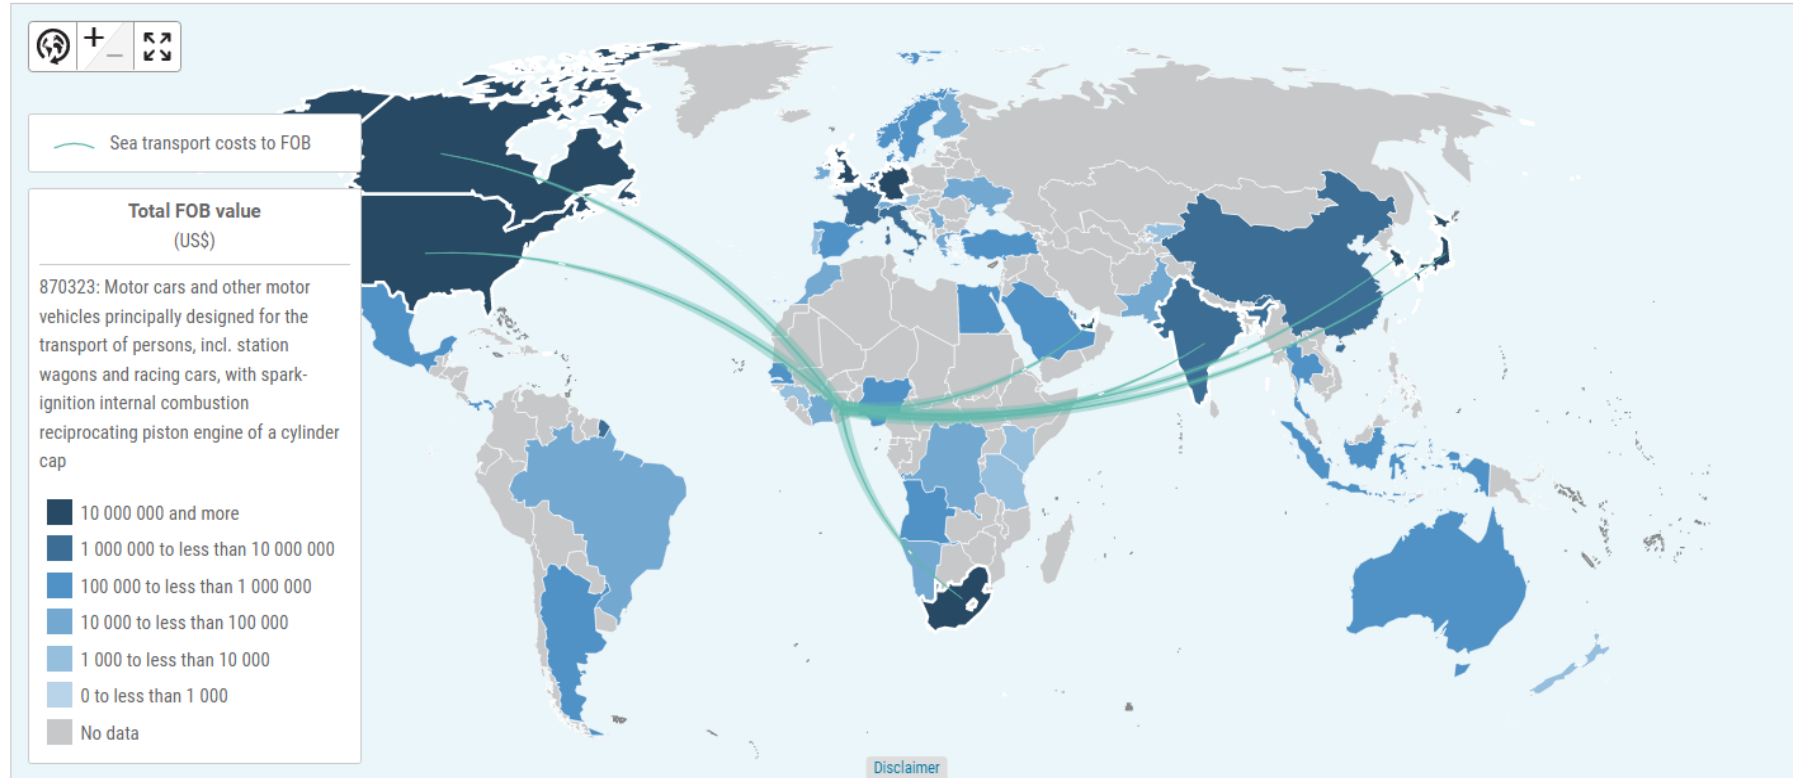 Sea transport costs to FOB
Total FOB value
(US$)
870323: Motor cars and other motor
vehicles principally designed for the
transport of persons, incl. station
wagons and racing cars, with spark-
ignition internal combustion
reciprocating piston engine of a cylinder
cap
10 000 000 and more
1 000 000 to less than 10 000 000
100 000 to less than 1 000 000
10 000 to less than 100 000
1 000 to less than 10 000
0 to less than 1 000
No data
Disclaimer